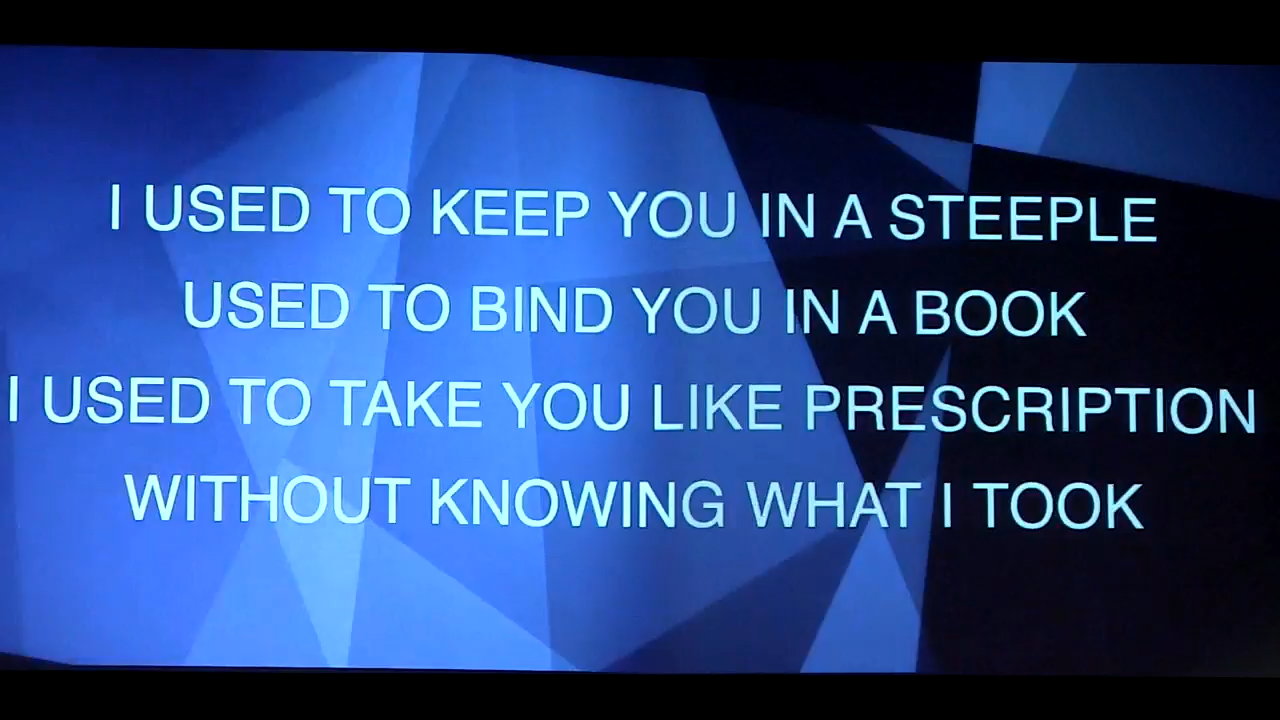 I USED TO KEEP YOU IN A STEEPLE
USED TO BIND YOU IN A BOOK
I USED TO TAKE YOU LIKE PRESCRIPTION
WITHOUT KNOWING WHAT I TOOK